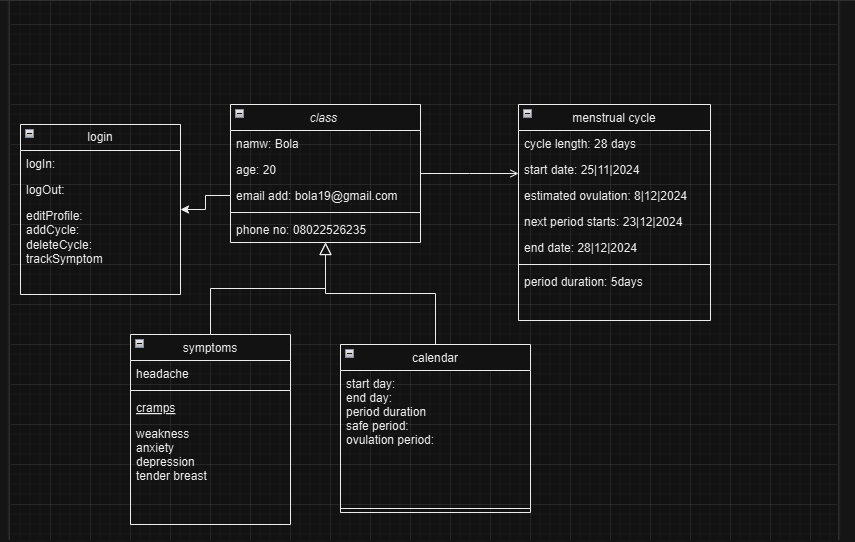 login
logIn:
logOut:
editProfile:
addCycle:
deleteCycle:
trackSymptom
class
namw: Bola
age: 20
email add: bola19@gmail.com
phone no: 08022526235
menstrual cycle
cycle length: 28 days
start date: 25|11|2024
estimated ovulation: 8|12|2024
next period starts: 23|12|2024
end date: 28|12|2024
period duration: 5days
symptoms
headache
cramps
weakness
anxiety
depression
tender breast
calendar
start day:
end day:
period duration
safe period:
ovulation period: